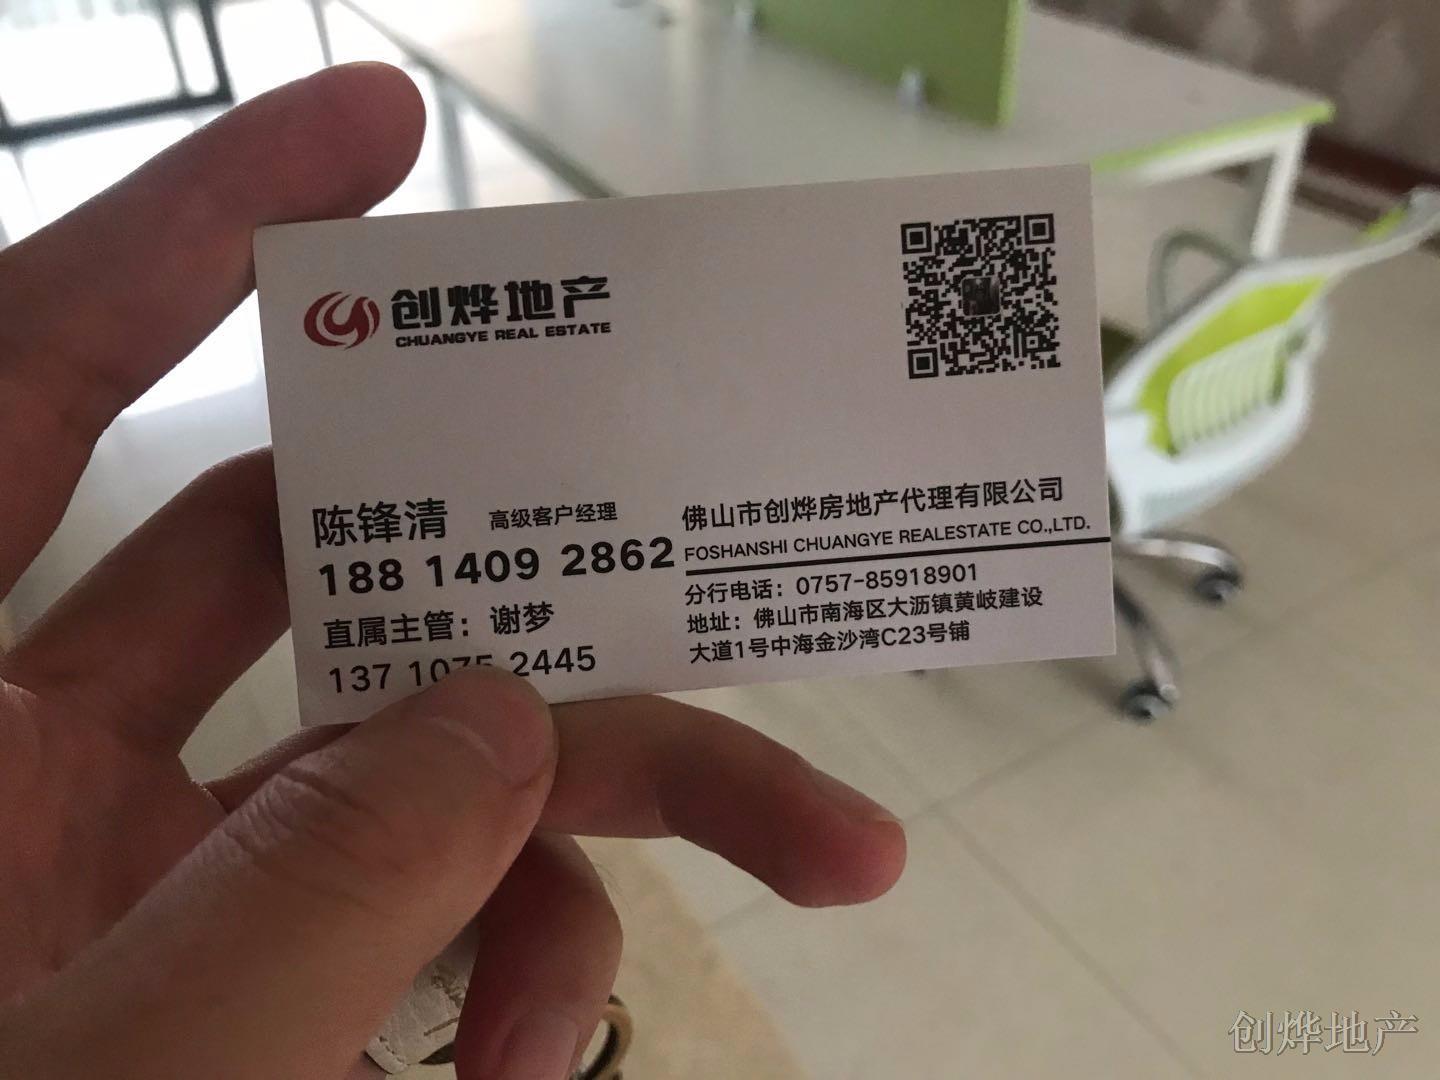 创烨地产
CHUANGYE REAL ESTATE
陈锋清 高级客户经理
188 1409 2862
直属主管：谢梦
137 1075 2445
佛山市创烨房地产代理有限公司
FOSHANSHI CHUANGYE REALESTATE CO.,LTD.
分行电话：0757-85918901
地址：佛山市南海区大沥镇黄岐建设
大道1号中海金沙湾C23号铺
创烨地产